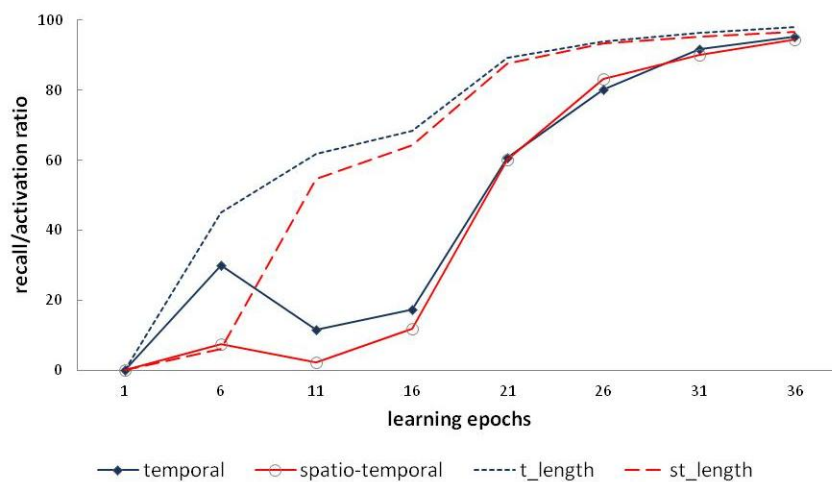 100
80
60
40
20
0
recall/activation ratio
1 6 11 16 21 26 31 36
learning epochs
temporal spatio-temporal t_length st_length